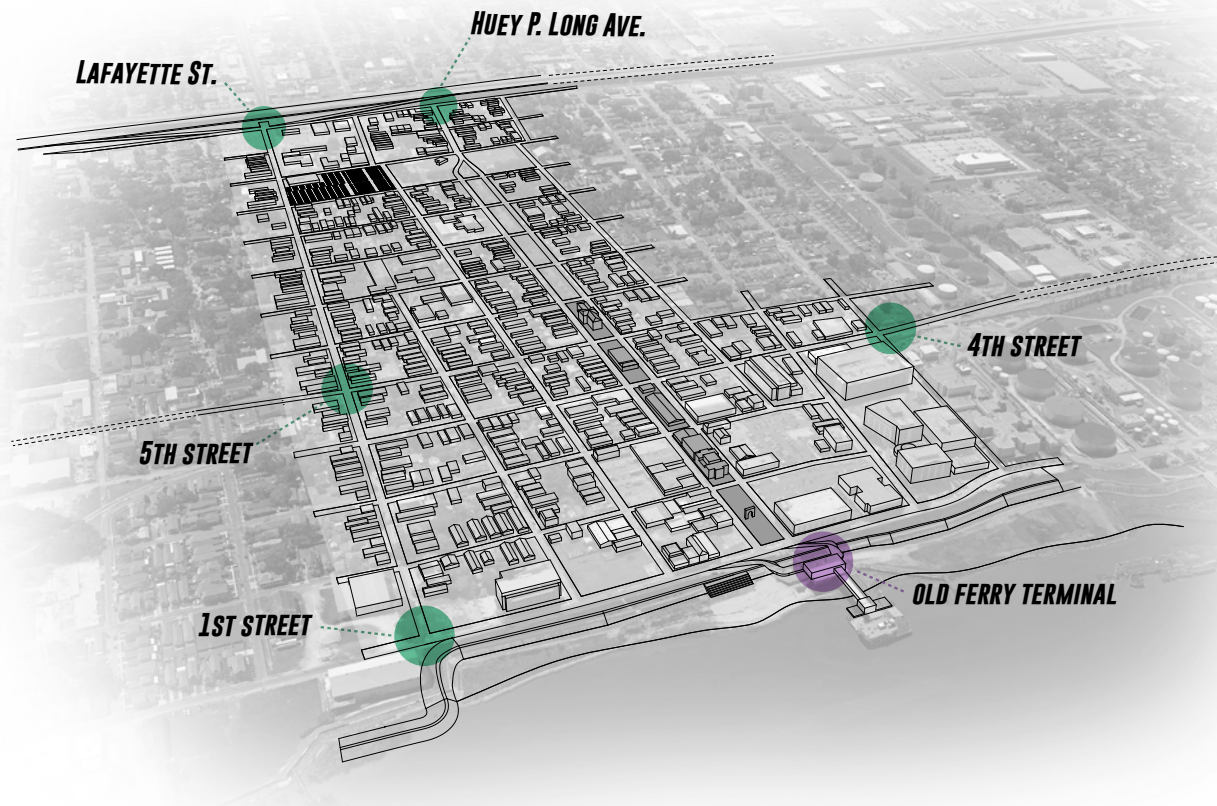 HUEY P. LONG AVE.
LAFAYETTE ST.
4TH STREET
5TH STREET
OLD FERRY TERMINAL
1ST STREET